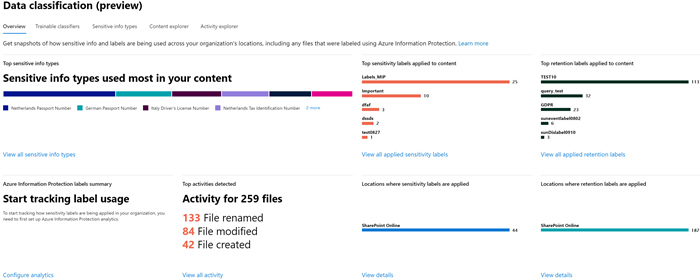 Data classification (preview)
Overview Trainable classifiers Sensitive info types Content explorer Activity explorer
Get snapshots of how sensitive info and labels are being used across your organization's locations, including any files that were labeled using Azure Information Protection. Learn more
Top sensitive info types
Sensitive info types used most in your content
Netherlands Passport Number German Passport Number Italy Driver's License Number Netherlands Tax Identification Number 2 more
View all sensitive info types
Top sensitivity labels applied to content
Labels_MIP
25
Important
10
dfaf
3
dsads
2
test0827
1
View all applied sensitivity labels
Top retention labels applied to content
TEST10
113
query_test
32
GDPR
23
suneventlabel0802
6
sunDislabel0910
3
View all applied retention labels
Azure Information Protection labels summary
Start tracking label usage
To start tracking how sensitivity labels are being applied in your organization, you
need to first set up Azure Information Protection analytics.
Configure analytics
Top activities detected
Activity for 259 files
133 File renamed
84 File modified
42 File created
View all activity
Locations where sensitivity labels are applied
SharePoint Online
44
View details
Locations where retention labels are applied
SharePoint Online
187
View details